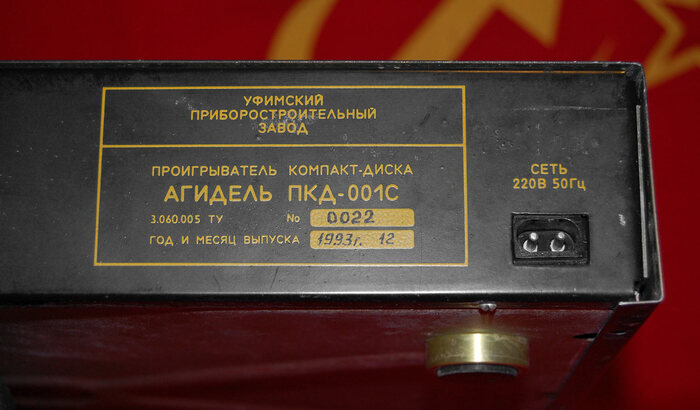 УФИМСКИЙ
ПРИБОРОСТРОИТЕЛЬНЫЙ
ЗАВОД
ПРОИГРЫВАТЕЛЬ КОМПАКТ-ДИСКА
АГИДЕЛЬ ПКД-001С
3.060.005 ТУ № 0022
ГОД И МЕСЯЦ ВЫПУСКА 1993г. 12
СЕТЬ
220В 50Гц